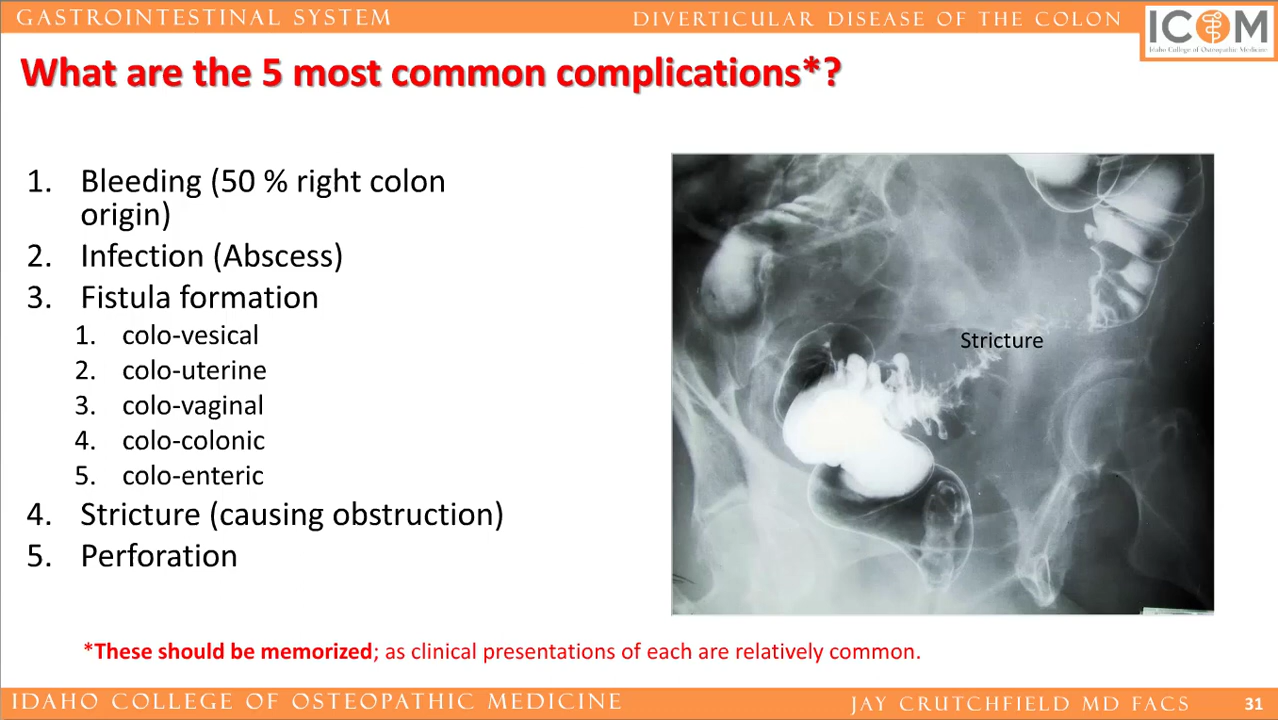 GASTROINTESTINAL SYSTEM
DIVERTICULAR DISEASE OF THE COLON
ICOM
Idaho College of Osteopathic Medicine
What are the 5 most common complications*?
1. Bleeding (50 % right colon
origin)
2. Infection (Abscess)
3. Fistula formation
1. colo-vesical
2. colo-uterine
3. colo-vaginal
4. colo-colonic
5. colo-enteric
4. Stricture (causing obstruction)
5. Perforation
Stricture
*These should be memorized; as clinical presentations of each are relatively common.
IDAHO COLLEGE OF OSTEOPATHIC MEDICINE
JAY CRUTCHFIELD MD FACS
31